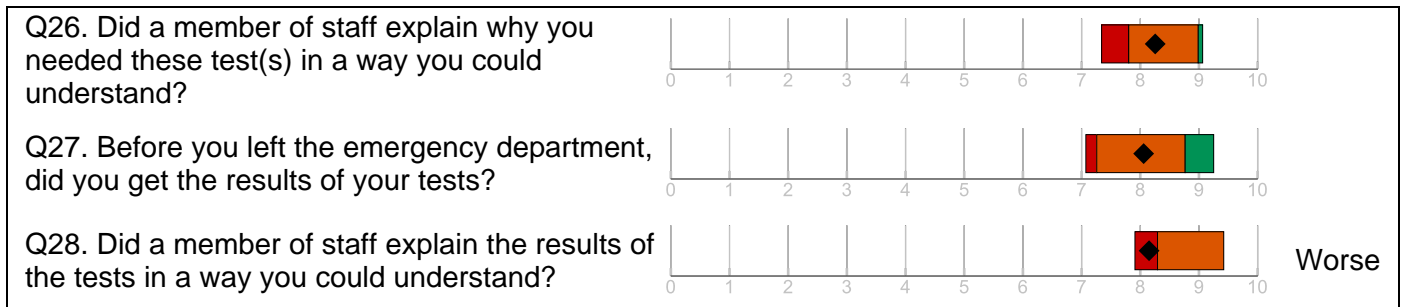 Q26. Did a member of staff explain why you
needed these test(s) in a way you could
understand?
0 1 2 3 4 5 6 7 8 9 10
Q27. Before you left the emergency department,
did you get the results of your tests?
0 1 2 3 4 5 6 7 8 9 10
Q28. Did a member of staff explain the results of
the tests in a way you could understand?
Worse
0 1 2 3 4 5 6 7 8 9 10